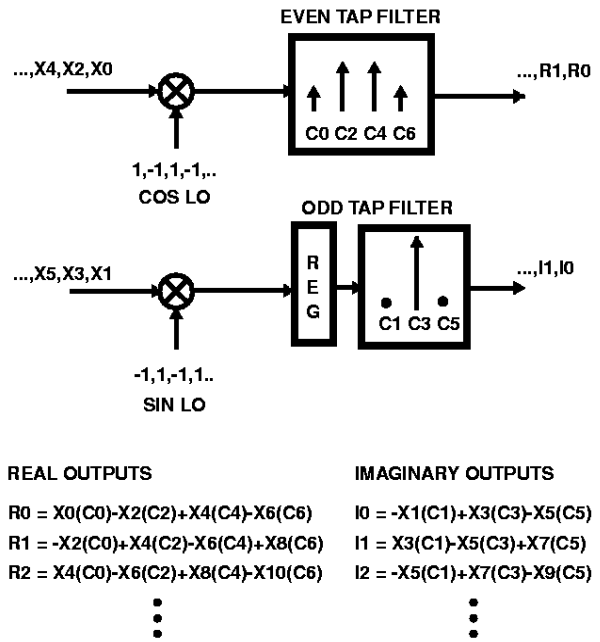 EVEN TAP FILTER
...,X4,X2,X0
...,R1,R0
C0 C2 C4 C6
1,-1,1,-1,..
COS LO
ODD TAP FILTER
...,X5,X3,X1
REG
...,I1,I0
C1 C3 C5
-1,1,-1,1..
SIN LO
REAL OUTPUTS
R0 = X0(C0)-X2(C2)+X4(C4)-X6(C6)
R1 = -X2(C0)+X4(C2)-X6(C4)+X8(C6)
R2 = X4(C0)-X6(C2)+X8(C4)-X10(C6)
IMAGINARY OUTPUTS
I0 = -X1(C1)+X3(C3)-X5(C5)
I1 = X3(C1)-X5(C3)+X7(C5)
I2 = -X5(C1)+X7(C3)-X9(C5)